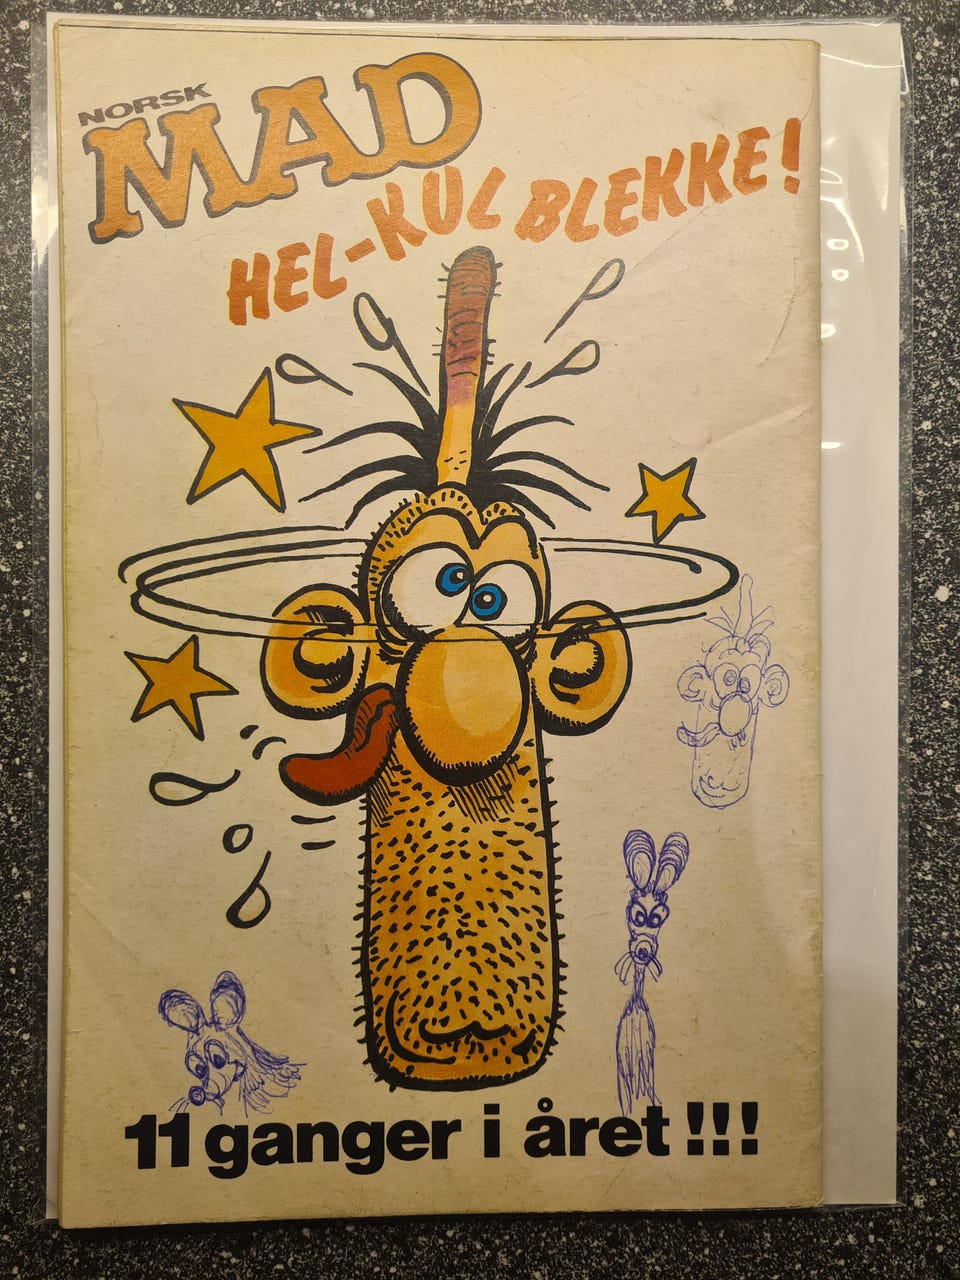 NORSK
MAD
HEL-KUL BLEKKE!
11 ganger i året!!!